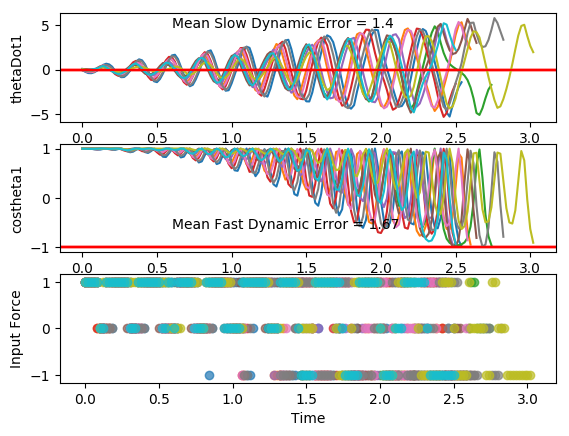 Mean Slow Dynamic Error = 1.4
thetaDot1
5
0
−5
0.0 0.5 1.0 1.5 2.0 2.5 3.0
costheta1
1
0
−1
Mean Fast Dynamic Error = 1.67
0.0 0.5 1.0 1.5 2.0 2.5 3.0
Input Force
1
0
−1
0.0 0.5 1.0 1.5 2.0 2.5 3.0
Time